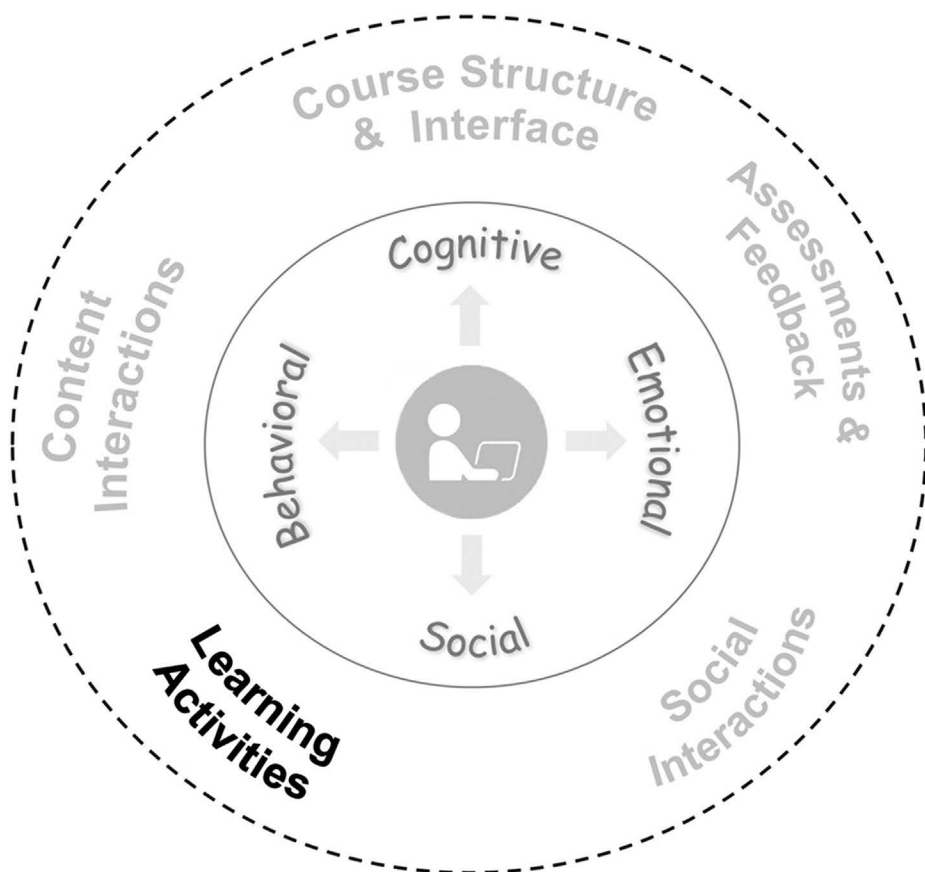 Course Structure
& Interface
Assessments &
Feedback
Content
Interactions
Cognitive
Behavioral
Emotional
Social
Learning
Activities
Social
Interactions